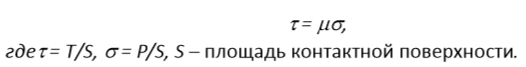 τ = μσ,
где τ = T/S, σ = P/S, S – площадь контактной поверхности.